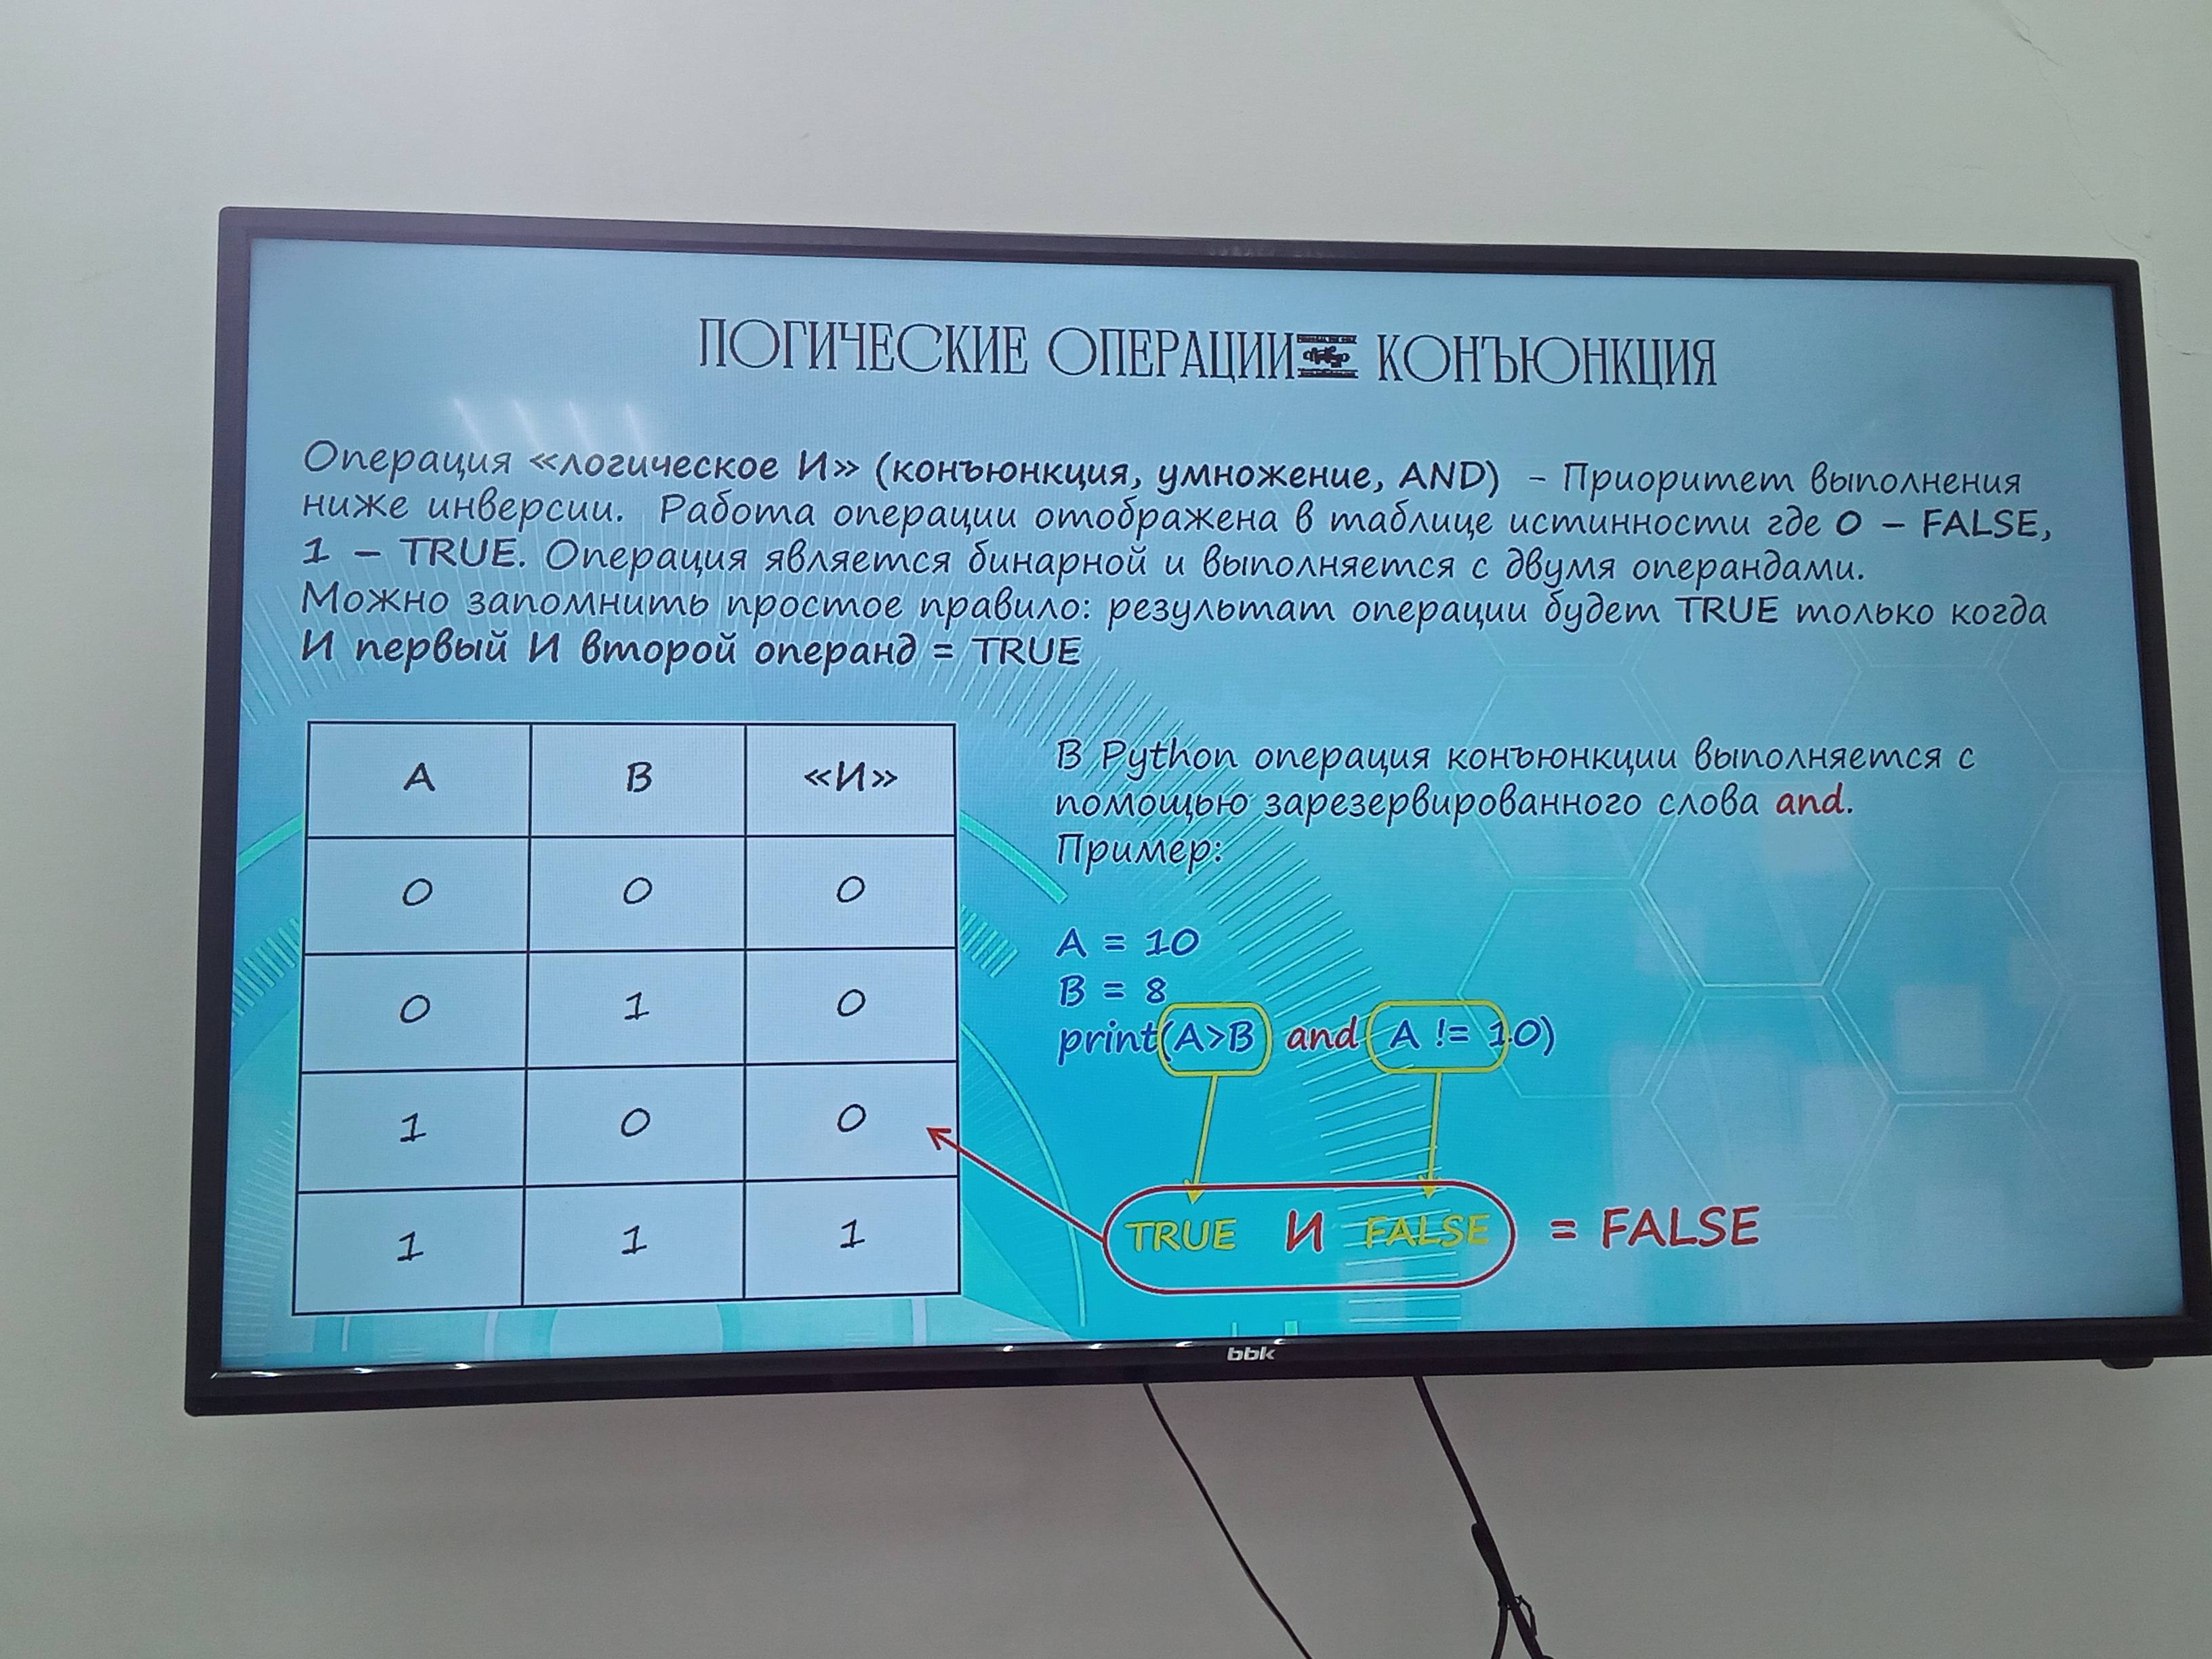 ЛОГИЧЕСКИЕ ОПЕРАЦИИ КОНЪЮНКЦИЯ
Операция «логическое И» (конъюнкция, умножение, AND) – Приоритет выполнения
ниже инверсии. Работа операции отображена в таблице истинности где 0 – FALSE,
1 – TRUE. Операция является бинарной и выполняется с двумя операндами.
Можно запомнить простое правило: результат операции будет TRUE только когда
И первый И второй операнд = TRUE
A B «И»
0 0 0
0 1 0
1 0 0
1 1 1
В Python операция конъюнкции выполняется с
помощью зарезервированного слова and.
Пример:
A = 10
B = 8
print(A>B and A != 10)
TRUE И FALSE = FALSE
bbk